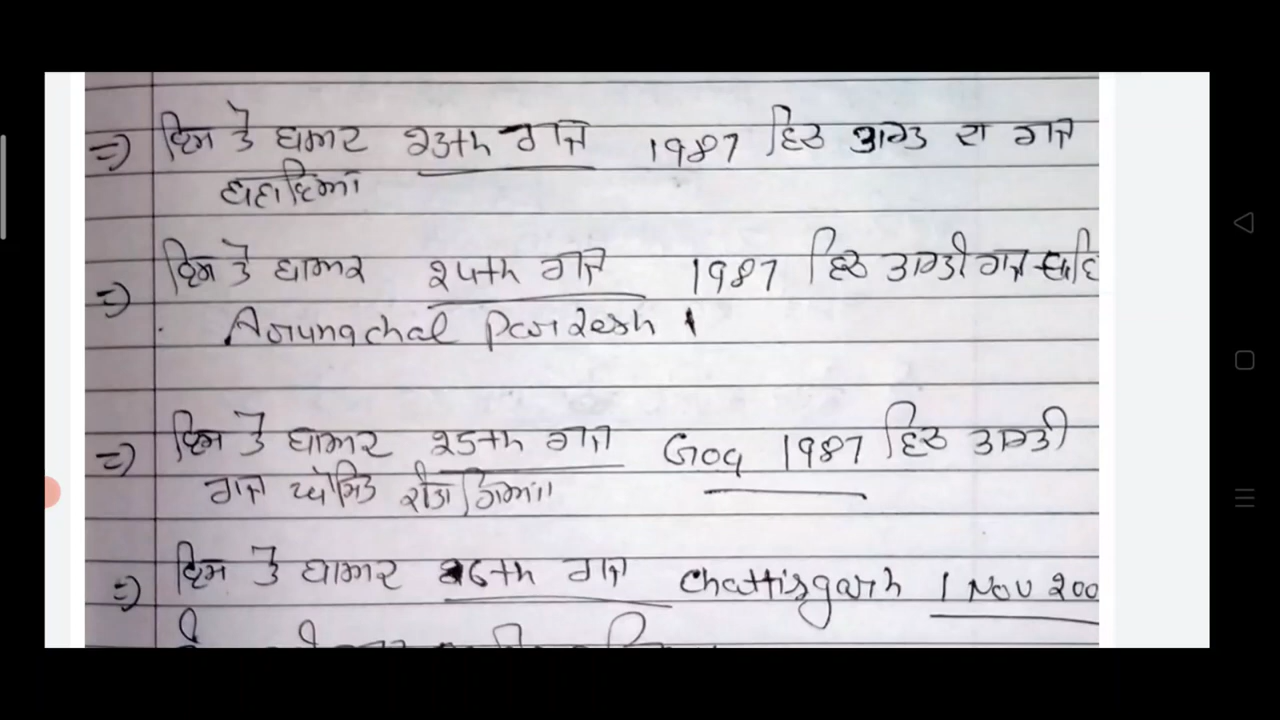 ⇒ ਇਸ ਤੋਂ ਬਾਅਦ 23th ਰਾਜ 1987 ਵਿਚ ਭਾਰਤ ਦਾ ਰਾਜ
ਬਣਾਇਆ
⇒ ਇਸ ਤੋਂ ਬਾਅਦ 24th ਰਾਜ 1987 ਵਿਚ ਭਾਰਤੀ ਰਾਜ
Arunachal Pardesh
⇒ ਇਸ ਤੋਂ ਬਾਅਦ 25th ਰਾਜ Goa 1987 ਵਿਚ ਭਾਰਤੀ
ਰਾਜ ਘੋਸਿਤ ਕੀਤਾ ਗਿਆ॥
⇒ ਇਸ ਤੋਂ ਬਾਅਦ 26th ਰਾਜ Chattisgarh 1 Nov 200